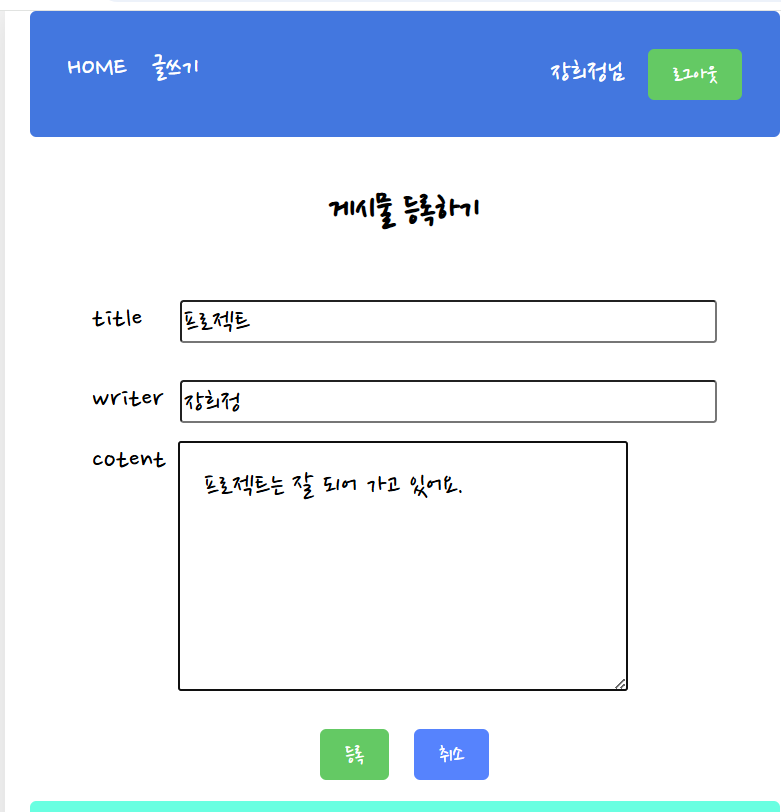 HOME 글쓰기 장희정님 로그아웃
게시물 등록하기
title 프로젝트
writer 장희정
cotent 프로젝트는 잘 되어 가고 있어요.
등록 취소